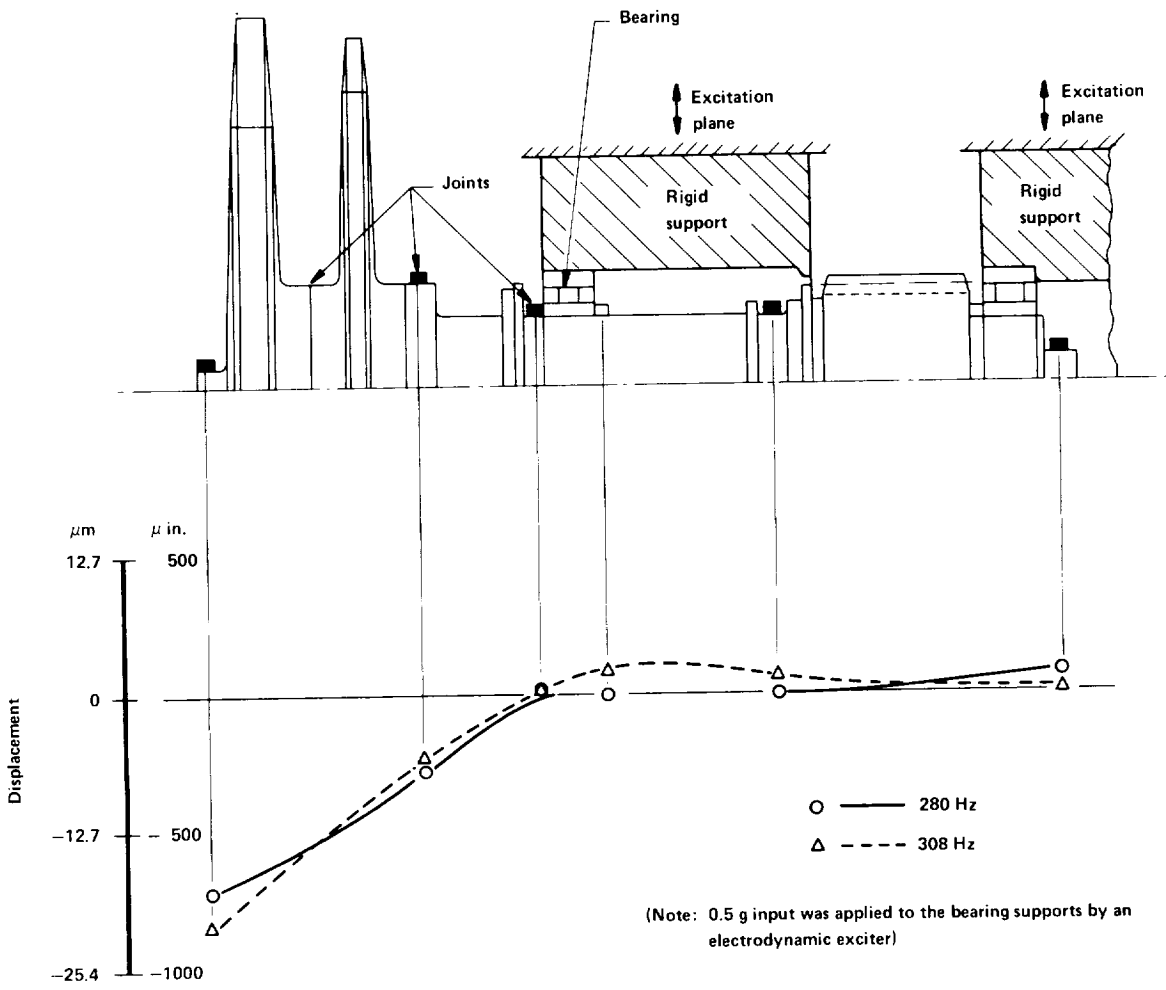 Bearing
Excitation
plane
Excitation
plane
Joints
Rigid
support
Rigid
support
μm
μ in.
12.7
500
0
0
Displacement
-12.7
- 500
-25.4
-1000
280 Hz
308 Hz
(Note: 0.5 g input was applied to the bearing supports by an
electrodynamic exciter)